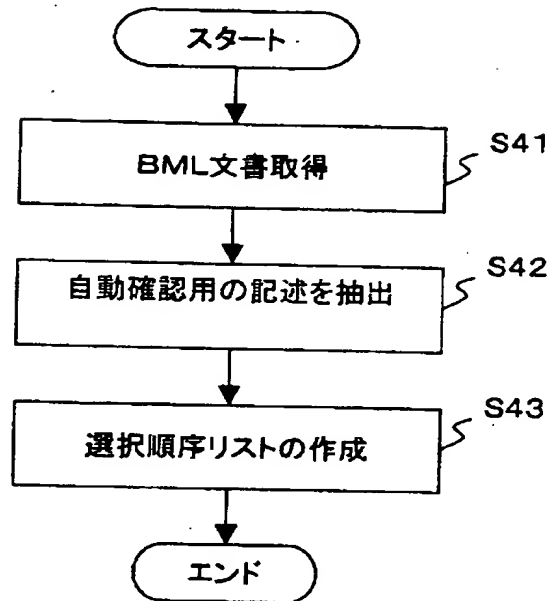 スタート
BML文書取得
S41
自動確認用の記述を抽出
S42
選択順序リストの作成
S43
エンド